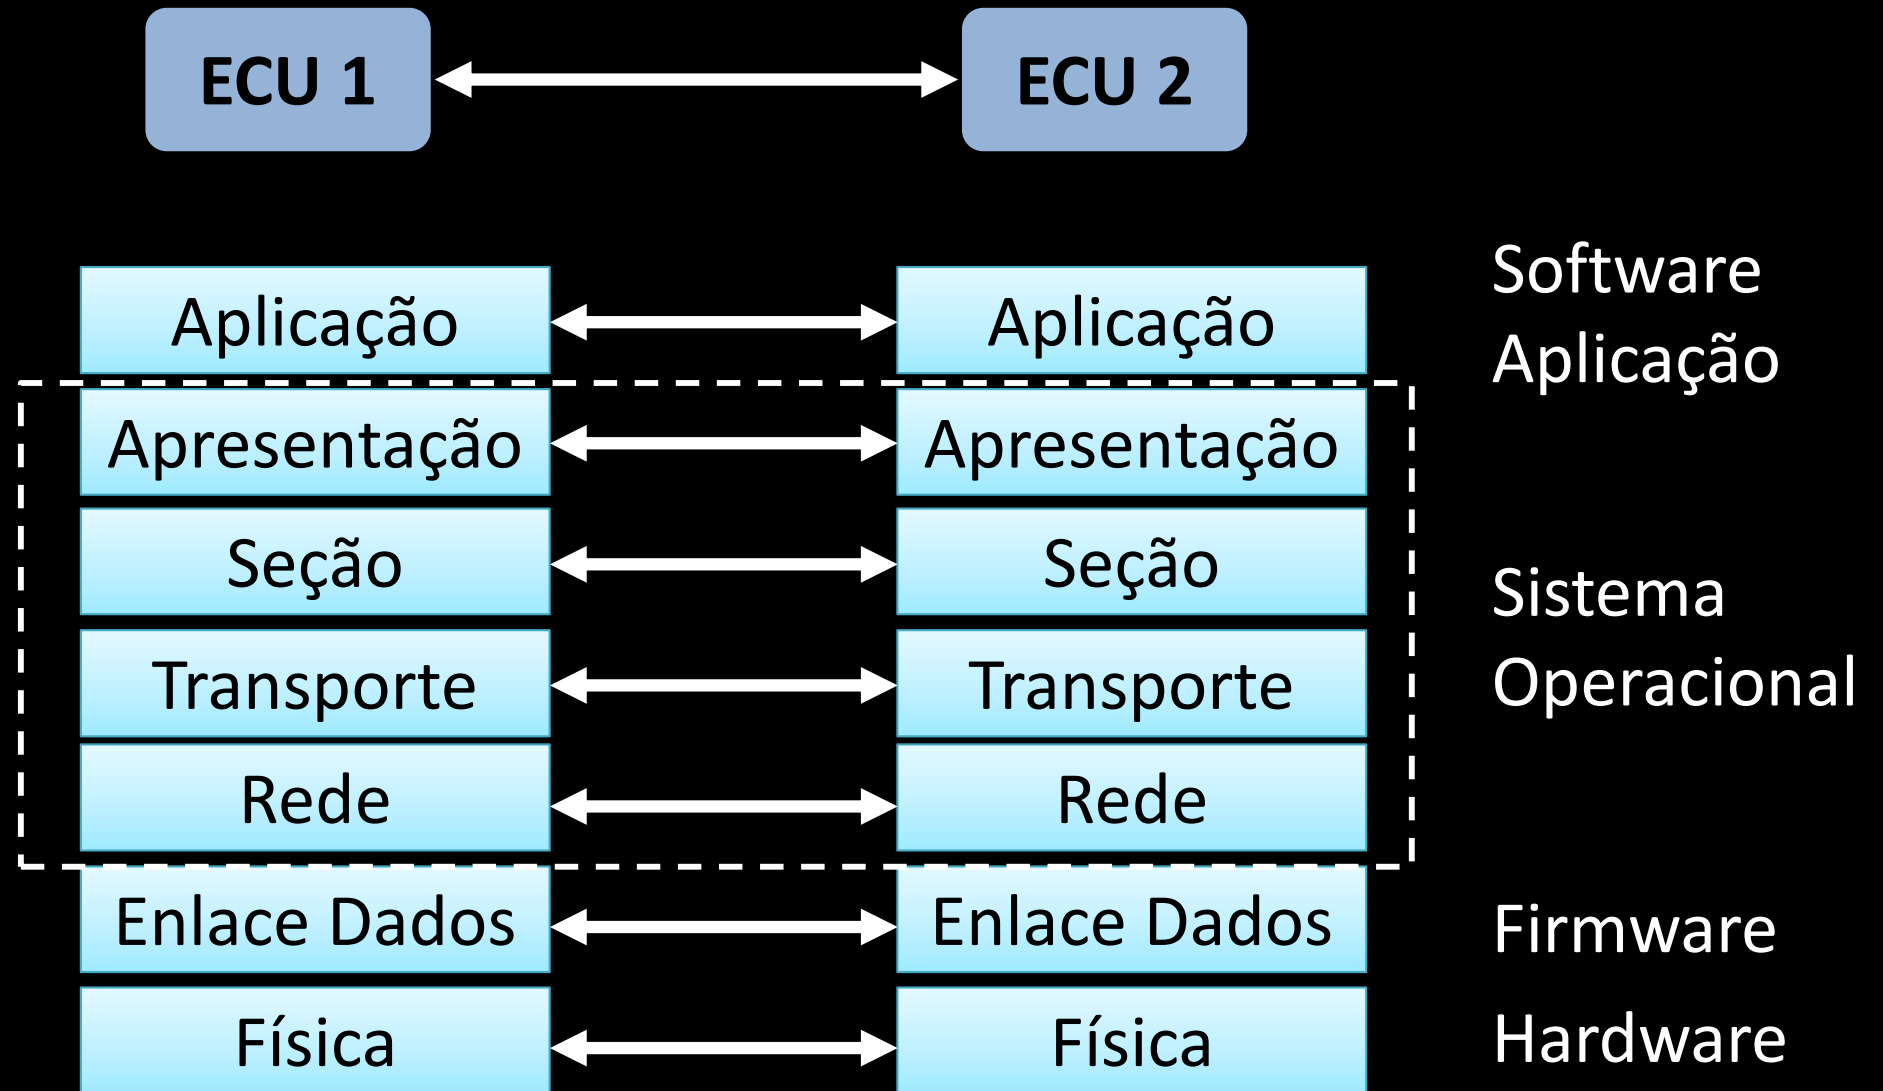 ECU 1 ECU 2
Aplicação Aplicação
Software
Aplicação
Apresentação Apresentação
Seção Seção
Sistema
Operacional
Transporte Transporte
Rede Rede
Enlace Dados Enlace Dados
Firmware
Física Física
Hardware